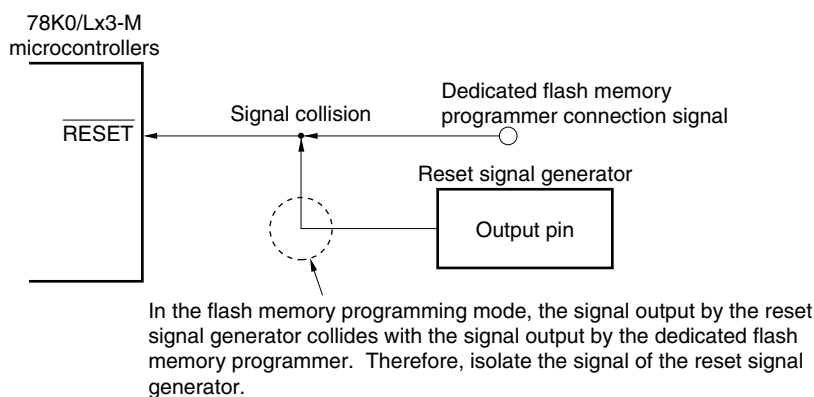 78K0/Lx3-M
microcontrollers
Dedicated flash memory
programmer connection signal
Signal collision
RESET
Reset signal generator
Output pin
In the flash memory programming mode, the signal output by the reset
signal generator collides with the signal output by the dedicated flash
memory programmer.  Therefore, isolate the signal of the reset signal
generator.